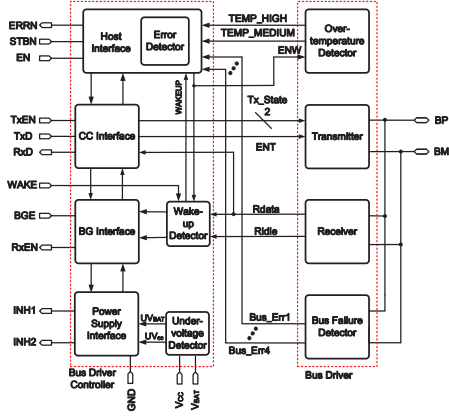 ERRN
STBN
EN
Host
Interface
Error
Detector
TEMP_HIGH
TEMP_MEDIUM
ENW
Over-
temperature
Detector
WAKEUP
TxEN
TxD
RxD
CC Interface
Tx_State
2
ENT
Transmitter
BP
BM
WAKE
BGE
RxEN
BG Interface
Wake-
up
Detector
Rdata
Ridle
Receiver
INH1
INH2
Power
Supply
Interface
UVBAT
UVcc
Under-
voltage
Detector
Bus_Err1
Bus_Err4
Bus Failure
Detector
Bus Driver
Controller
GND
VCC
VBAT
Bus Driver